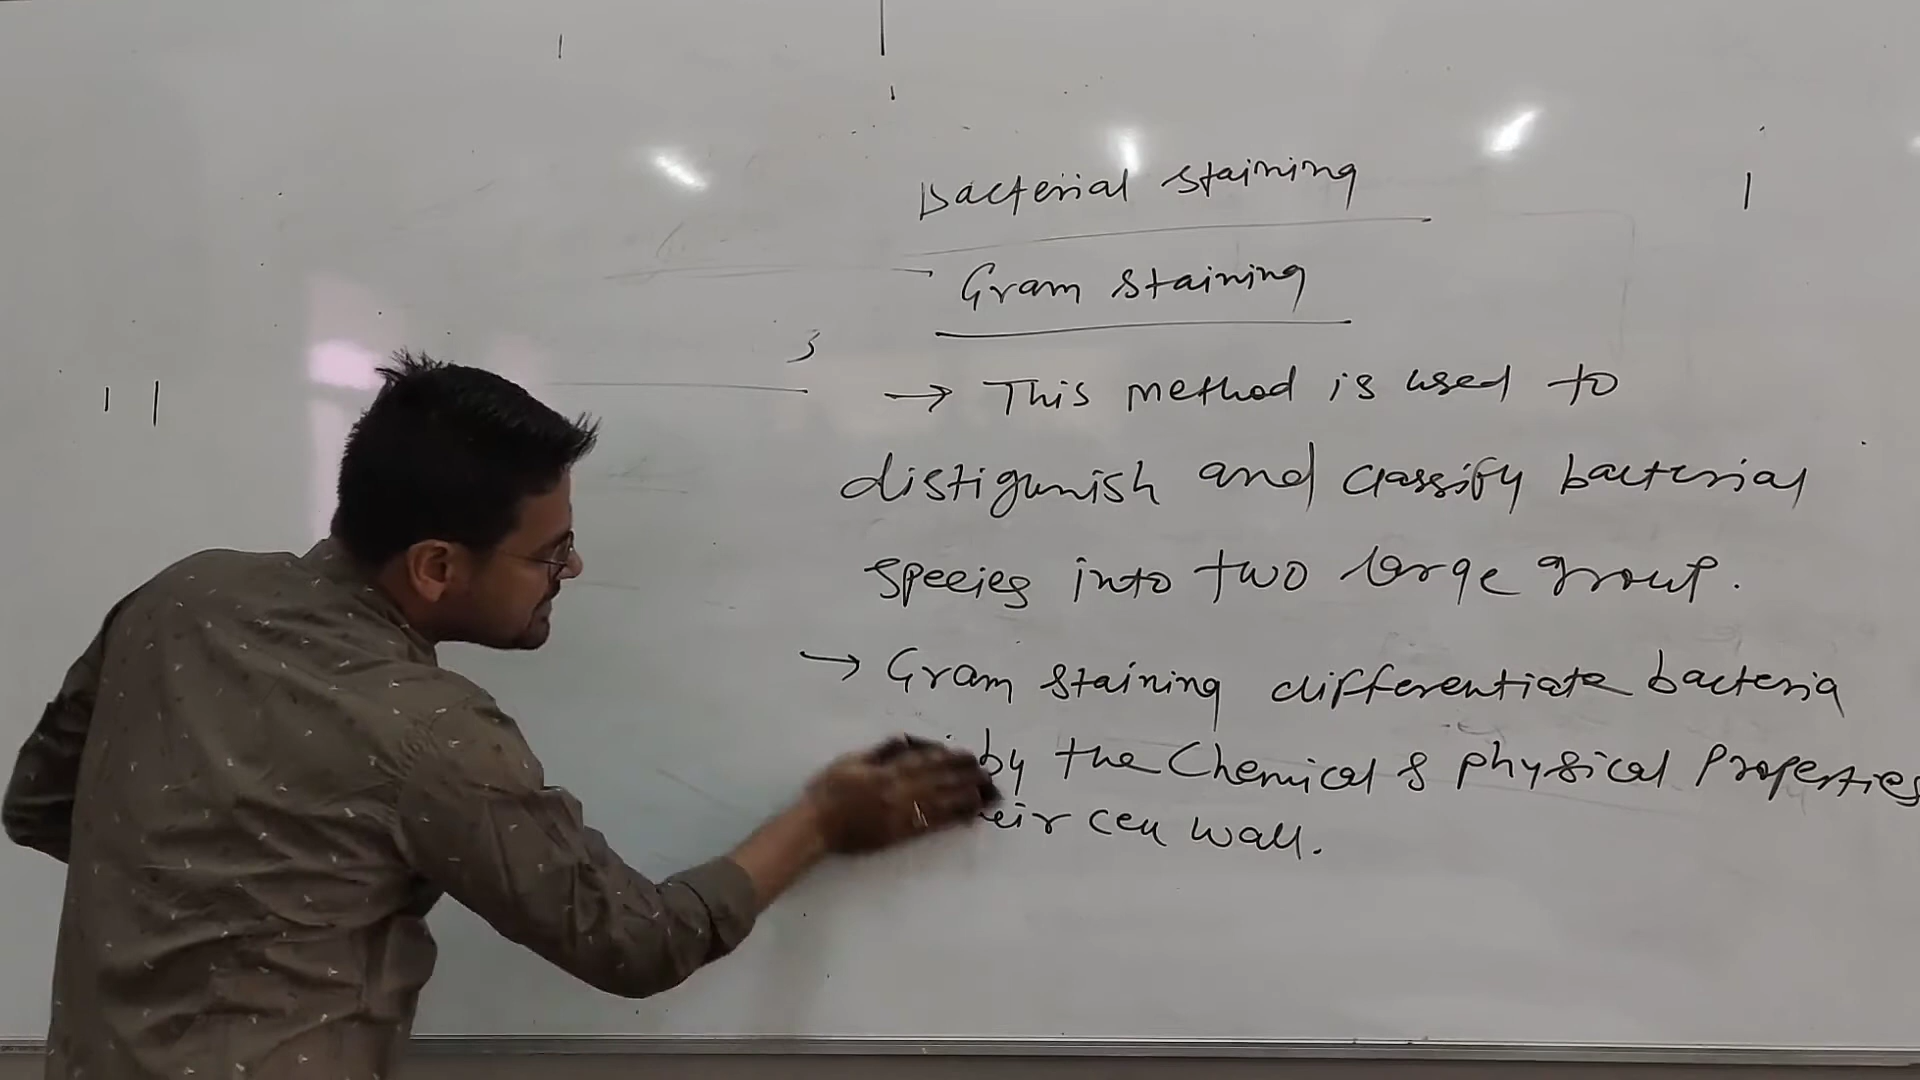 Bacterial staining
Gram staining
→ This method is used to
distigunish and classify bacterial
species into two large group.
→ Gram staining differentiate bacteria
by the Chemical & physical Properties
eir cell wall.